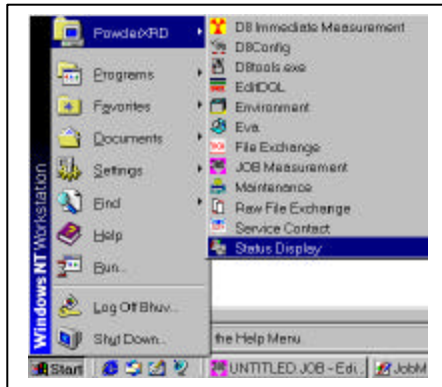 PowderXRD
Programs
Favorites
Documents
Settings
Find
Help
Run...
Log Off Bhuv...
Shut Down...
Windows NT Workstation
D8 Immediate Measurement
D8Config
D8tools.exe
EditDQL
Environment
Eva
File Exchange
JOB Measurement
Maintenance
Raw File Exchange
Service Contact
Status Display
the Help Menu.
Start
UNTITLED.JOB - Edi...
JobM